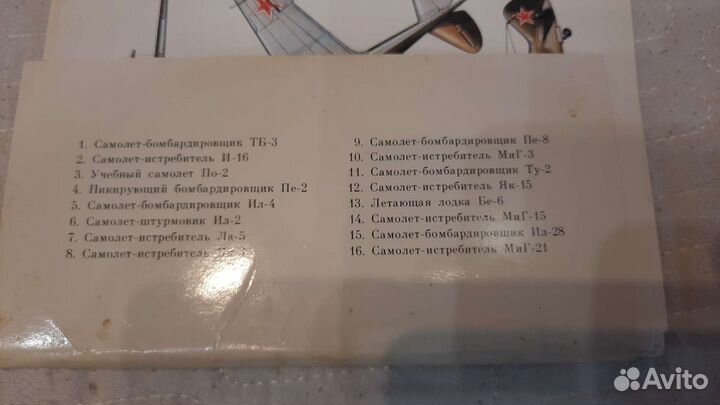 1. Самолет-бомбардировщик ТБ-3
2. Самолет-истребитель И-16
3. Учебный самолет По-2
4. Пикирующий бомбардировщик Пе-2
5. Самолет-бомбардировщик Ил-4
6. Самолет-штурмовик Ил-2
7. Самолет-истребитель Ла-5
8. Самолет-истребитель
9. Самолет-бомбардировщик Пе-8
10. Самолет-истребитель МиГ-3
11. Самолет-бомбардировщик Ту-2
12. Самолет-истребитель Як-15
13. Летающая лодка Бе-6
14. Самолет-истребитель МиГ-15
15. Самолет-бомбардировщик Ил-28
16. Самолет-истребитель МиГ-21
Avito